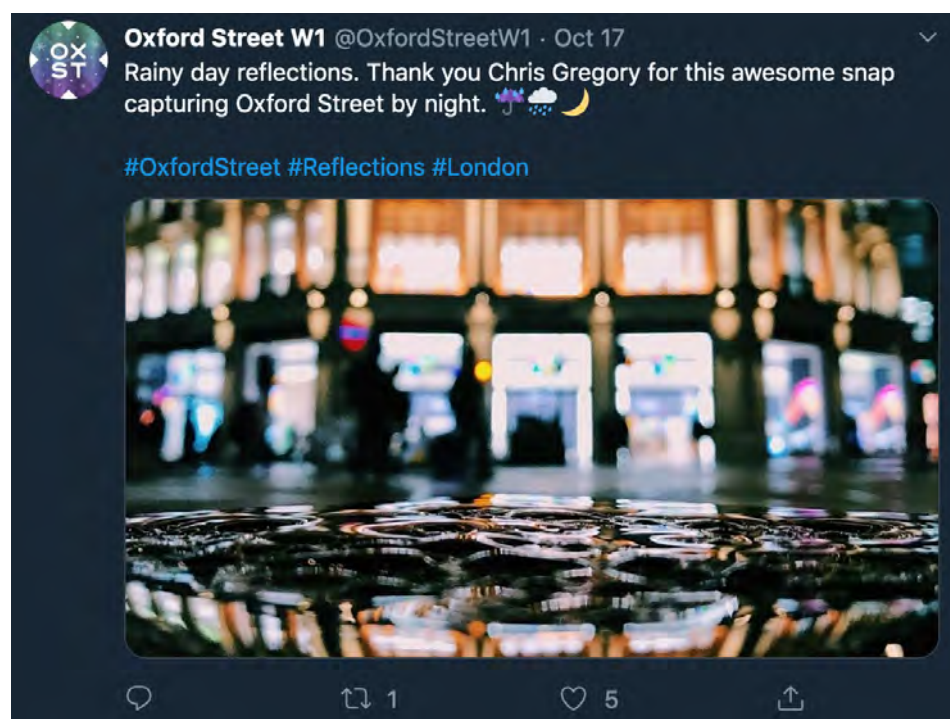 OX
ST
Oxford Street W1 @OxfordStreetW1 · Oct 17
Rainy day reflections. Thank you Chris Gregory for this awesome snap
capturing Oxford Street by night. ☔🌧️🌙
#OxfordStreet #Reflections #London
1
5